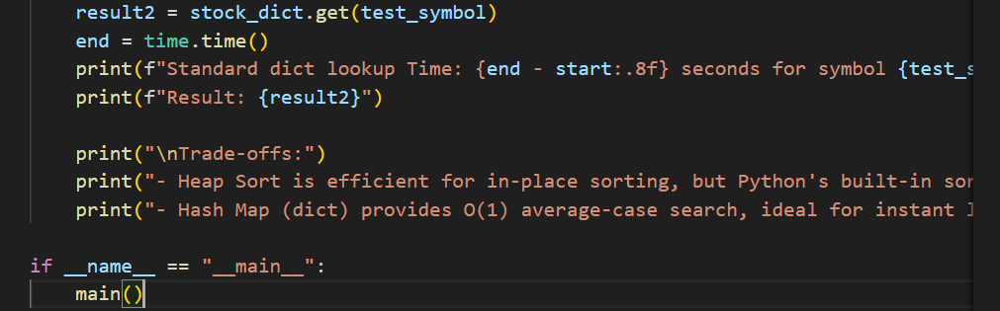 result2 = stock_dict.get(test_symbol)
end = time.time()
print(f"Standard dict lookup Time: {end - start:.8f} seconds for symbol {test_s
print(f"Result: {result2}")
print("\nTrade-offs:")
print("- Heap Sort is efficient for in-place sorting, but Python's built-in sor
print("- Hash Map (dict) provides O(1) average-case search, ideal for instant l
if __name__ == "__main__":
main()